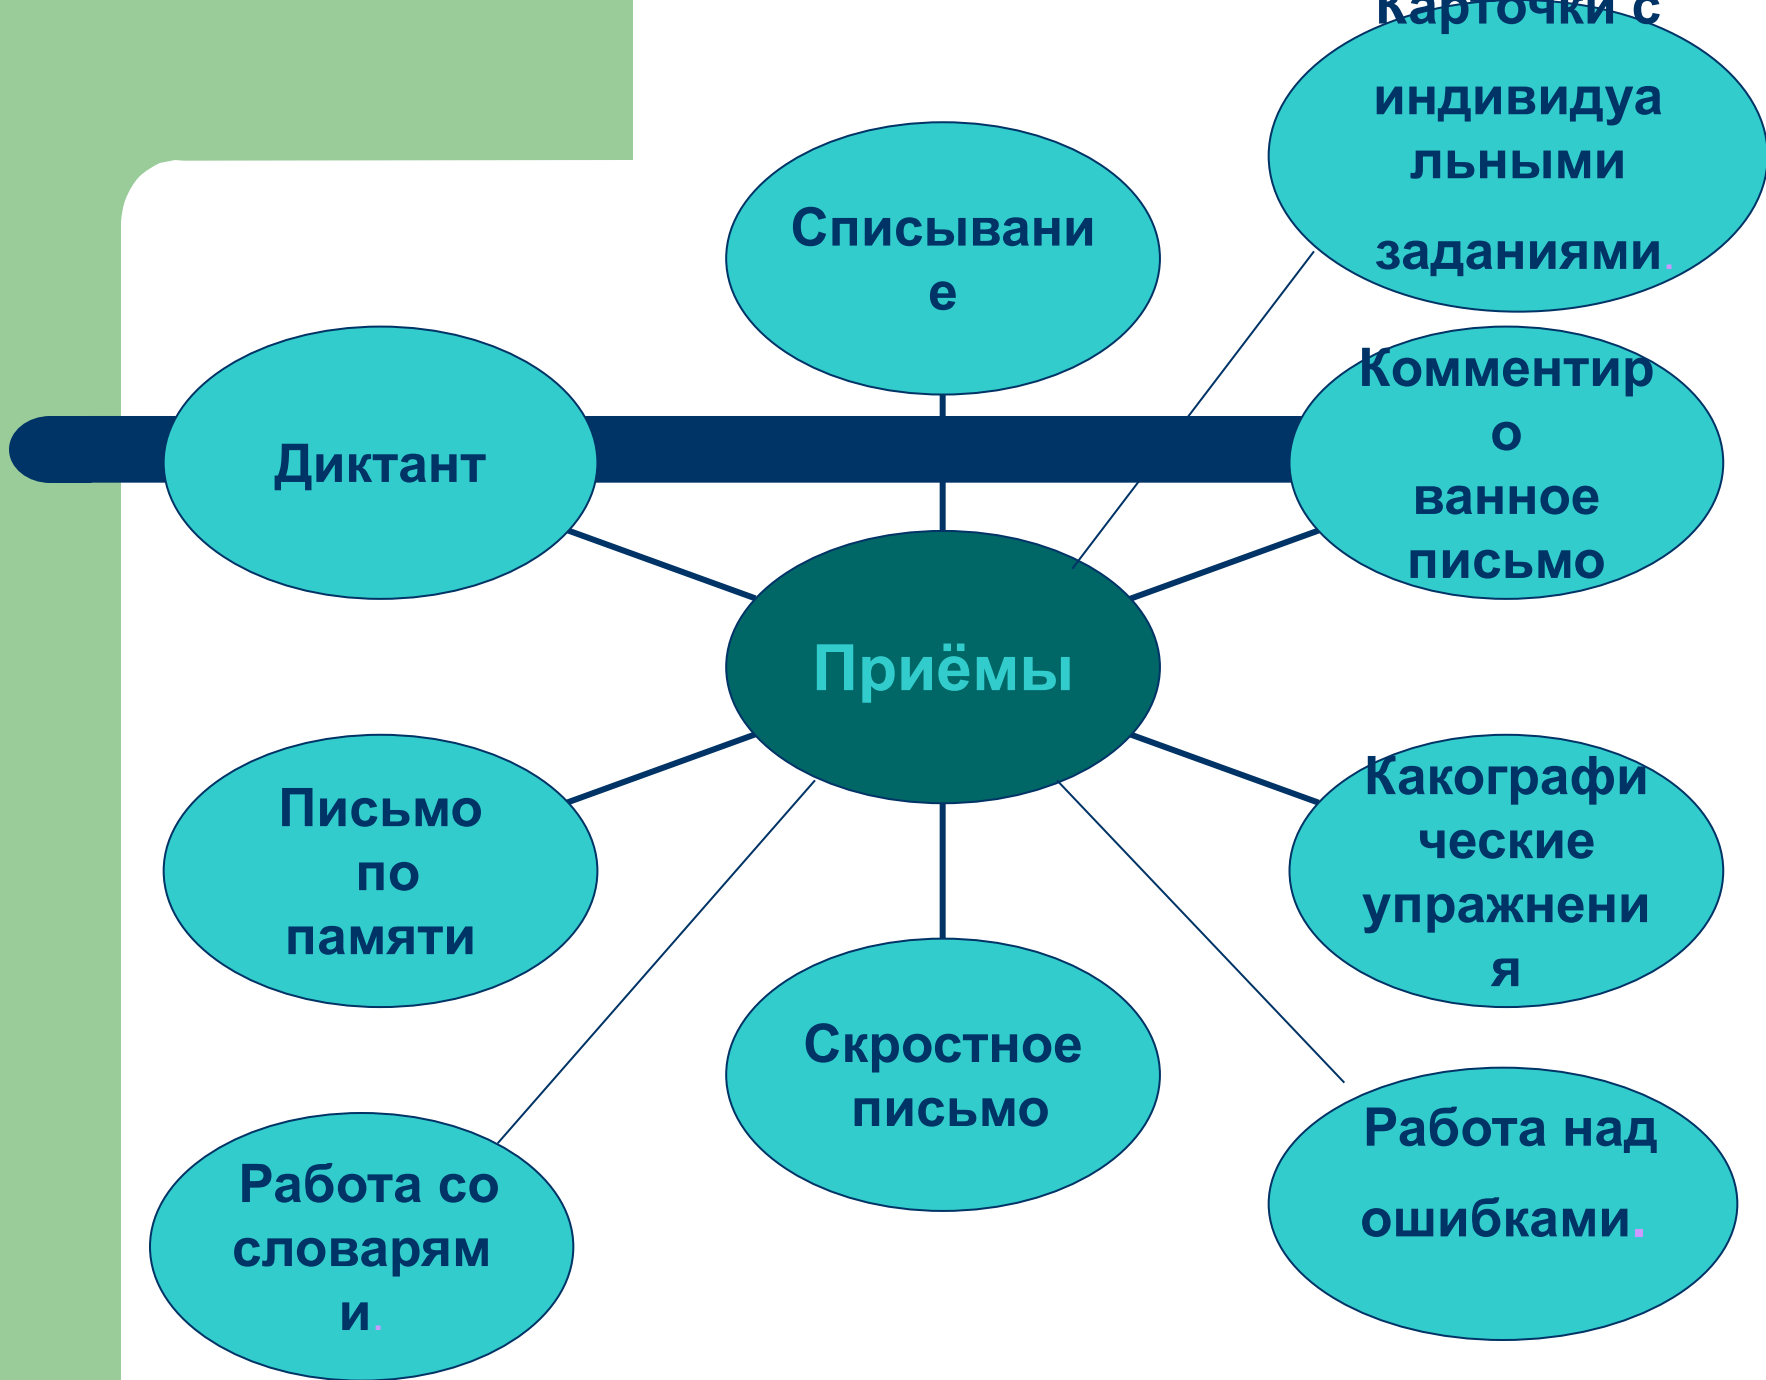 Карточки с
индивидуа
льными
заданиями.
Списывани
е
Диктант
Комментир
о
ванное
письмо
Приёмы
Письмо
по
памяти
Какографи
ческие
упражнени
я
Скростное
письмо
Работа со
словарям
и.
Работа над
ошибками.